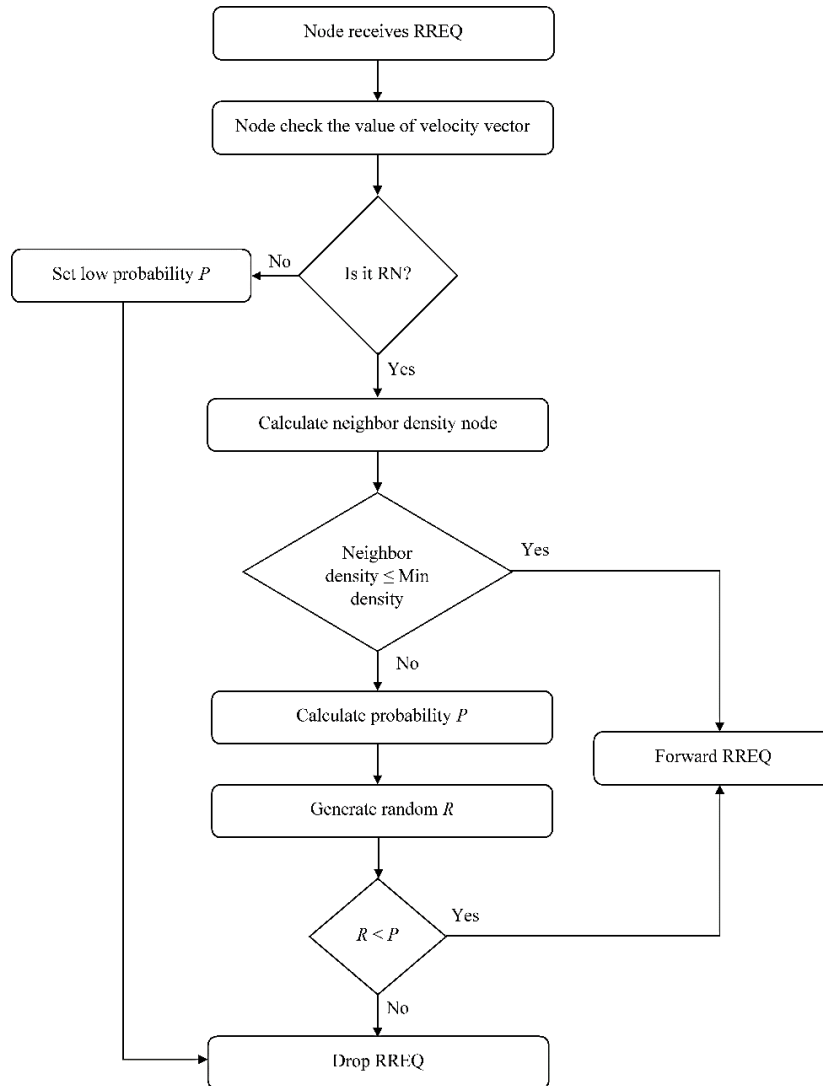 Node receives RREQ
Node check the value of velocity vector
Is it RN?
No
Set low probability P
Yes
Calculate neighbor density node
Neighbor
density ≤ Min
density
Yes
No
Calculate probability P
Forward RREQ
Generate random R
R < P
Yes
No
Drop RREQ